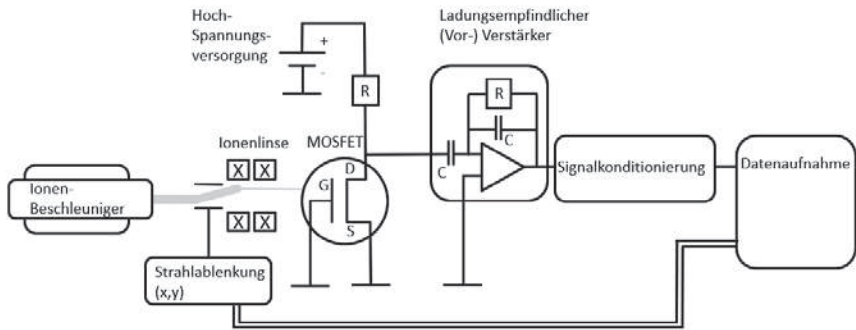 Hoch-
Spannungs-
versorgung
+
-
R
Ladungsempfindlicher
(Vor-) Verstärker
R
C
C
Ionenlinse
MOSFET
X X
X X
D
G
S
Ionen-
Beschleuniger
Strahlablenkung
(x,y)
Signalkonditionierung
Datenaufnahme